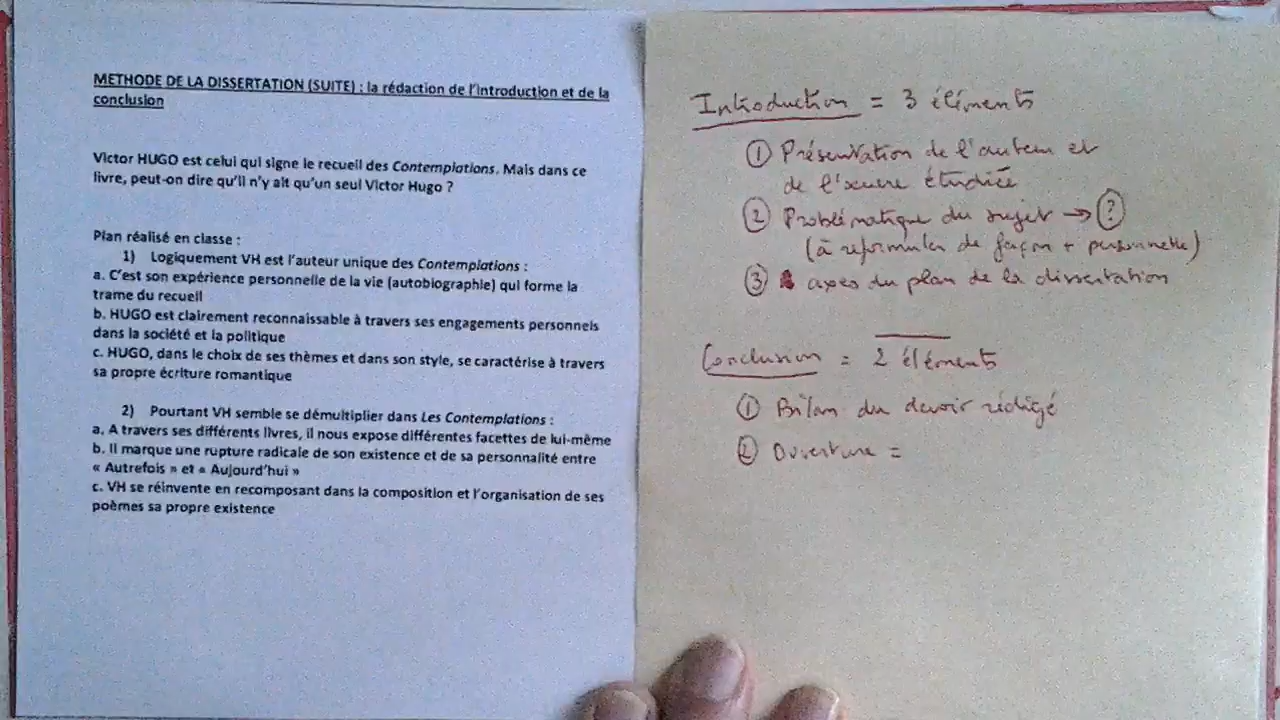 METHODE DE LA DISSERTATION (SUITE) : la rédaction de l'introduction et de la
conclusion
Victor HUGO est celui qui signe le recueil des Contemplations. Mais dans ce
livre, peut-on dire qu'il n'y ait qu'un seul Victor Hugo ?
Plan réalisé en classe :
1) Logiquement VH est l'auteur unique des Contemplations :
a. C'est son expérience personnelle de la vie (autobiographie) qui forme la
trame du recueil
b. HUGO est clairement reconnaissable à travers ses engagements personnels
dans la société et la politique
c. HUGO, dans le choix de ses thèmes et dans son style, se caractérise à travers
sa propre écriture romantique
2) Pourtant VH semble se démultiplier dans Les Contemplations :
a. A travers ses différents livres, il nous expose différentes facettes de lui-même
b. Il marque une rupture radicale de son existence et de sa personnalité entre
« Autrefois » et « Aujourd'hui »
c. VH se réinvente en recomposant dans la composition et l'organisation de ses
poèmes sa propre existence
Introduction = 3 éléments
① Présentation de l'auteur et
de l'œuvre étudiée
② Problématique du sujet → ?
(à reformuler de façon + personnelle)
③ axes du plan de la dissertation
Conclusion = 2 éléments
① Bilan du devoir rédigé
② Ouverture =